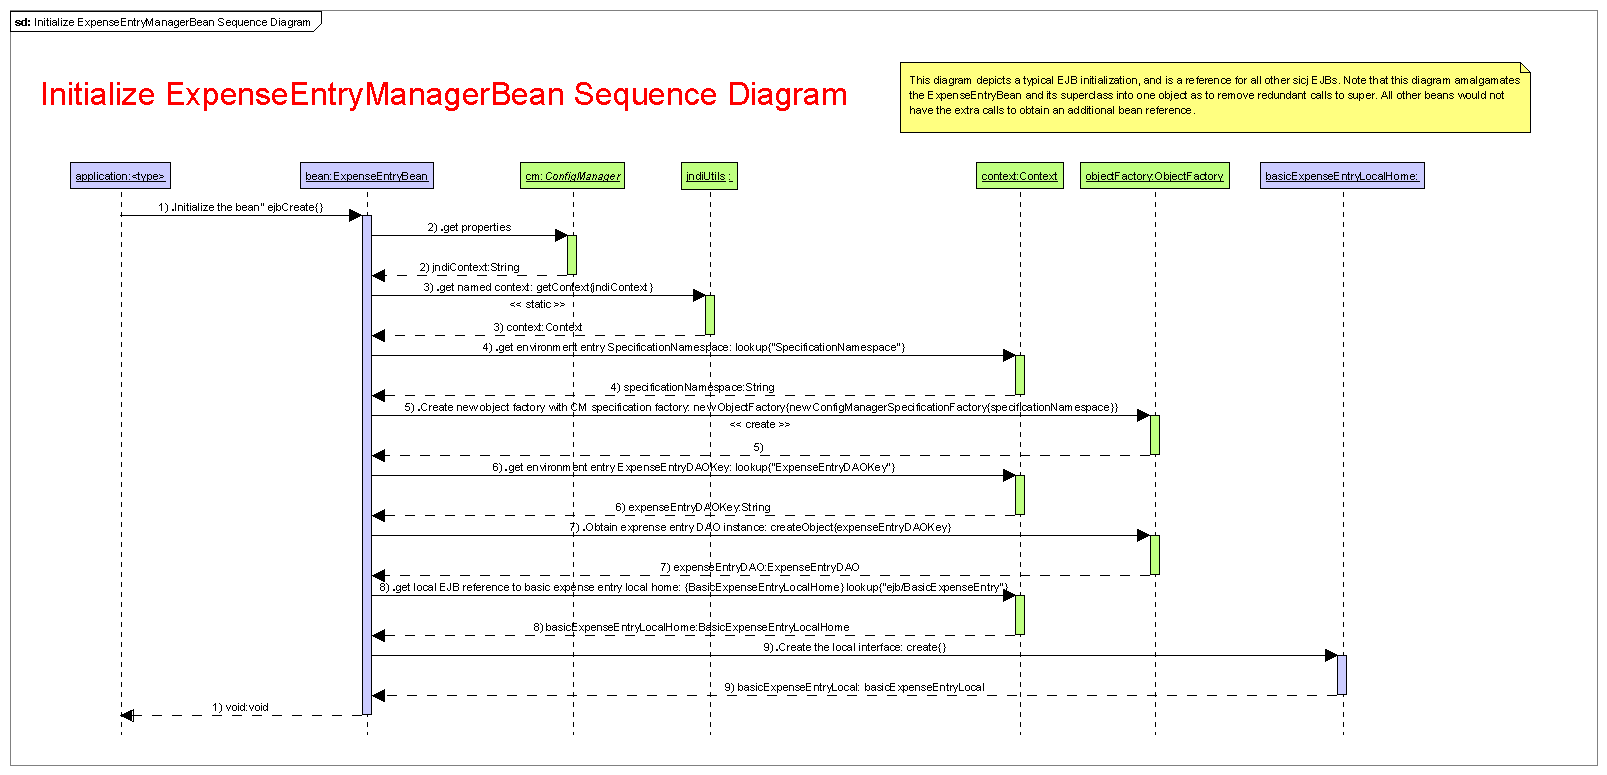 sd: Initialize ExpenseEntryManagerBean Sequence Diagram
Initialize ExpenseEntryManagerBean Sequence Diagram
This diagram depicts a typical EJB initialization, and is a reference for all other sicj EJBs. Note that this diagram amalgamates
the ExpenseEntryBean and its superclass into one object as to remove redundant calls to super. All other beans would not
have the extra calls to obtain an additional bean reference.
application:<type>
bean:ExpenseEntryBean
cm:ConfigManager
jndiUtils :
context:Context
objectFactory:ObjectFactory
basicExpenseEntryLocalHome:
1) .Initialize the bean" ejbCreate{}
2) .get properties
2) jndiContext:String
3) .get named context: getContext{jndiContext}
<< static >>
3) context:Context
4) .get environment entry SpecificationNamespace: lookup{"SpecificationNamespace"}
4) specificationNamespace:String
5) .Create new object factory with CM specification factory: new ObjectFactory{new ConfigManagerSpecificationFactory{specificationNamespace}}
<< create >>
5)
6) .get environment entry ExpenseEntryDAOKey: lookup{"ExpenseEntryDAOKey"}
6) expenseEntryDAOKey:String
7) .Obtain exprense entry DAO instance: createObject{expenseEntryDAOKey}
7) expenseEntryDAO:ExpenseEntryDAO
8) .get local EJB reference to basic expense entry local home: {BasicExpenseEntryLocalHome} lookup{"ejb/BasicExpenseEntry"}
8) basicExpenseEntryLocalHome:BasicExpenseEntryLocalHome
9) .Create the local interface: create{}
9) basicExpenseEntryLocal: basicExpenseEntryLocal
1) void:void